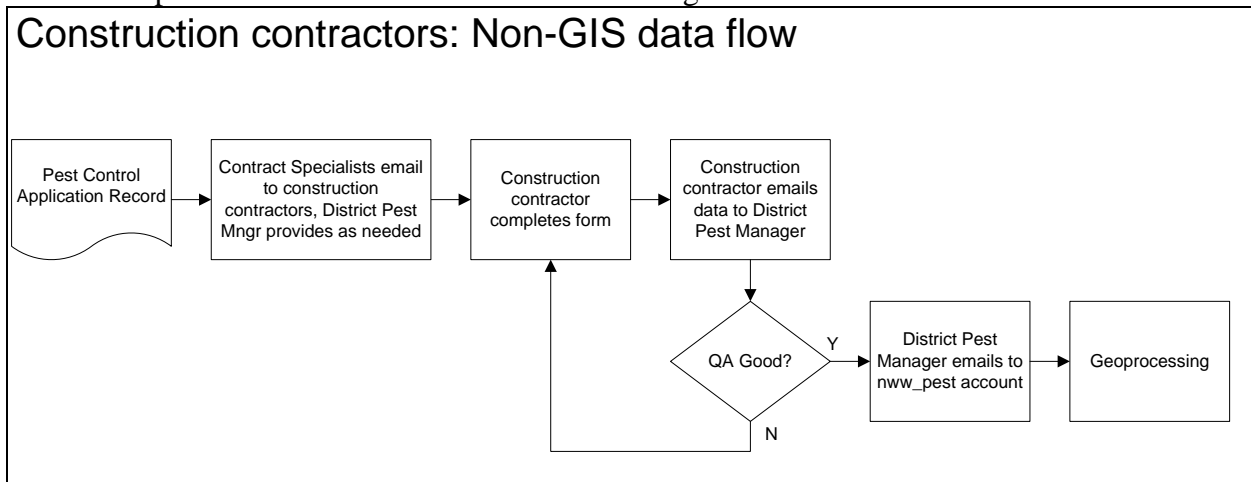 Construction contractors: Non-GIS data flow
Pest Control
Application Record
Contract Specialists email
to construction
contractors, District Pest
Mngr provides as needed
Construction
contractor
completes form
Construction
contractor emails
data to District
Pest Manager
QA Good?
Y
N
District Pest
Manager emails to
nww_pest account
Geoprocessing